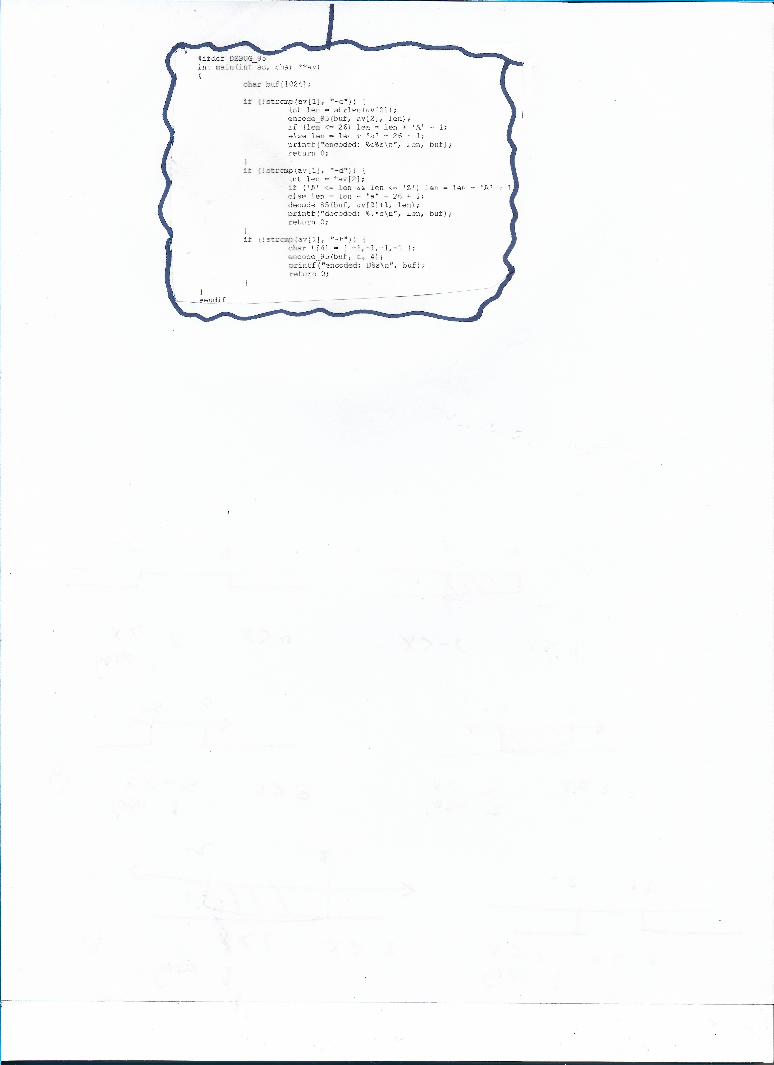 #ifdef DEBUG_85
int main(int ac, char **av)
{
char buf[1024];
if (!strcmp(av[1], "-e")) {
int len = strlen(av[2]);
encode_85(buf, av[2], len);
if (len <= 26) len = len + 'A' - 1;
else len = len + 'a' - 26 - 1;
printf("encoded: %c%s\n", len, buf);
return 0;
}
if (!strcmp(av[1], "-d")) {
int len = *av[2];
if ('A' <= len && len <= 'Z') len = len - 'A' + 1
else len = len - 'a' + 26 + 1;
decode_85(buf, av[2]+1, len);
printf("decoded: %.*s\n", len, buf);
return 0;
}
if (!strcmp(av[1], "-t")) {
char t[4] = { -1,-1,-1,-1 };
encode_85(buf, t, 4);
printf("encoded: D%s\n", buf);
return 0;
}
}
#endif